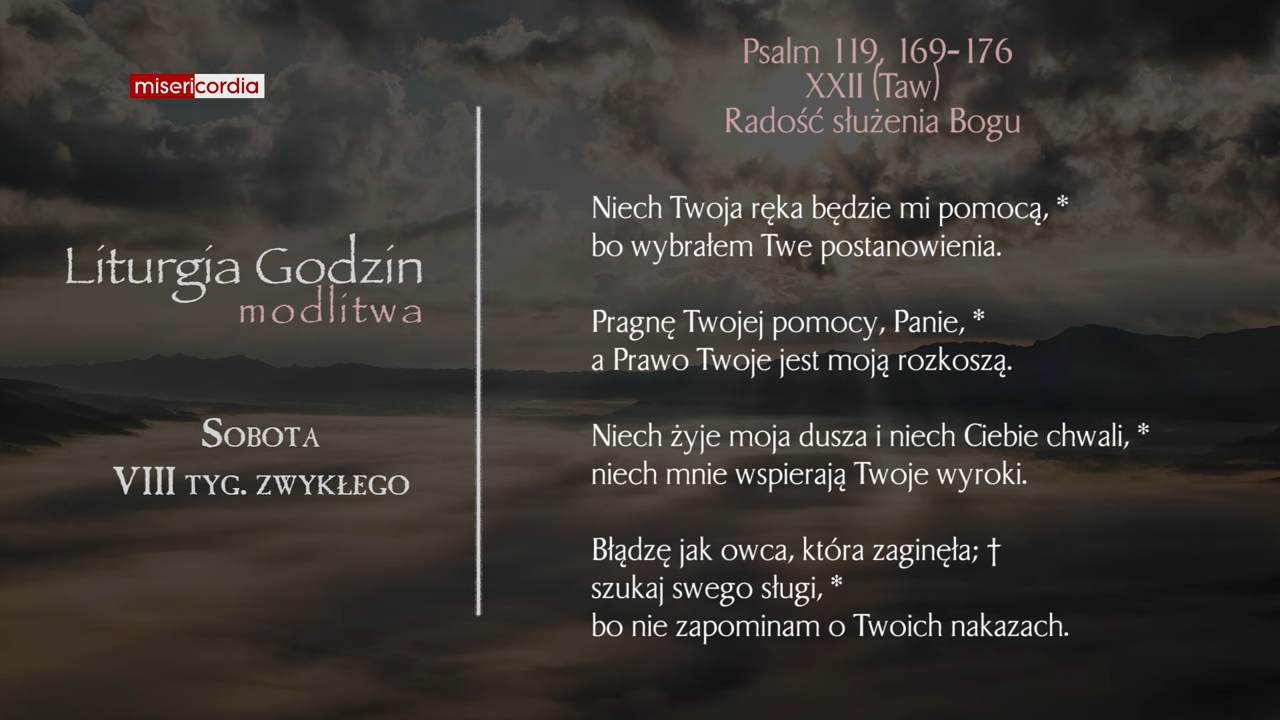 misericordia
Liturgia Godzin
modlitwa
Sobota
VIII tyg. zwykłego
Psalm 119, 169-176
XXII (Taw)
Radość służenia Bogu
Niech Twoja ręka będzie mi pomocą, *
bo wybrałem Twe postanowienia.
Pragnę Twojej pomocy, Panie, *
a Prawo Twoje jest moją rozkoszą.
Niech żyje moja dusza i niech Ciebie chwali, *
niech mnie wspierają Twoje wyroki.
Błądzę jak owca, która zaginęła; †
szukaj swego sługi, *
bo nie zapominam o Twoich nakazach.